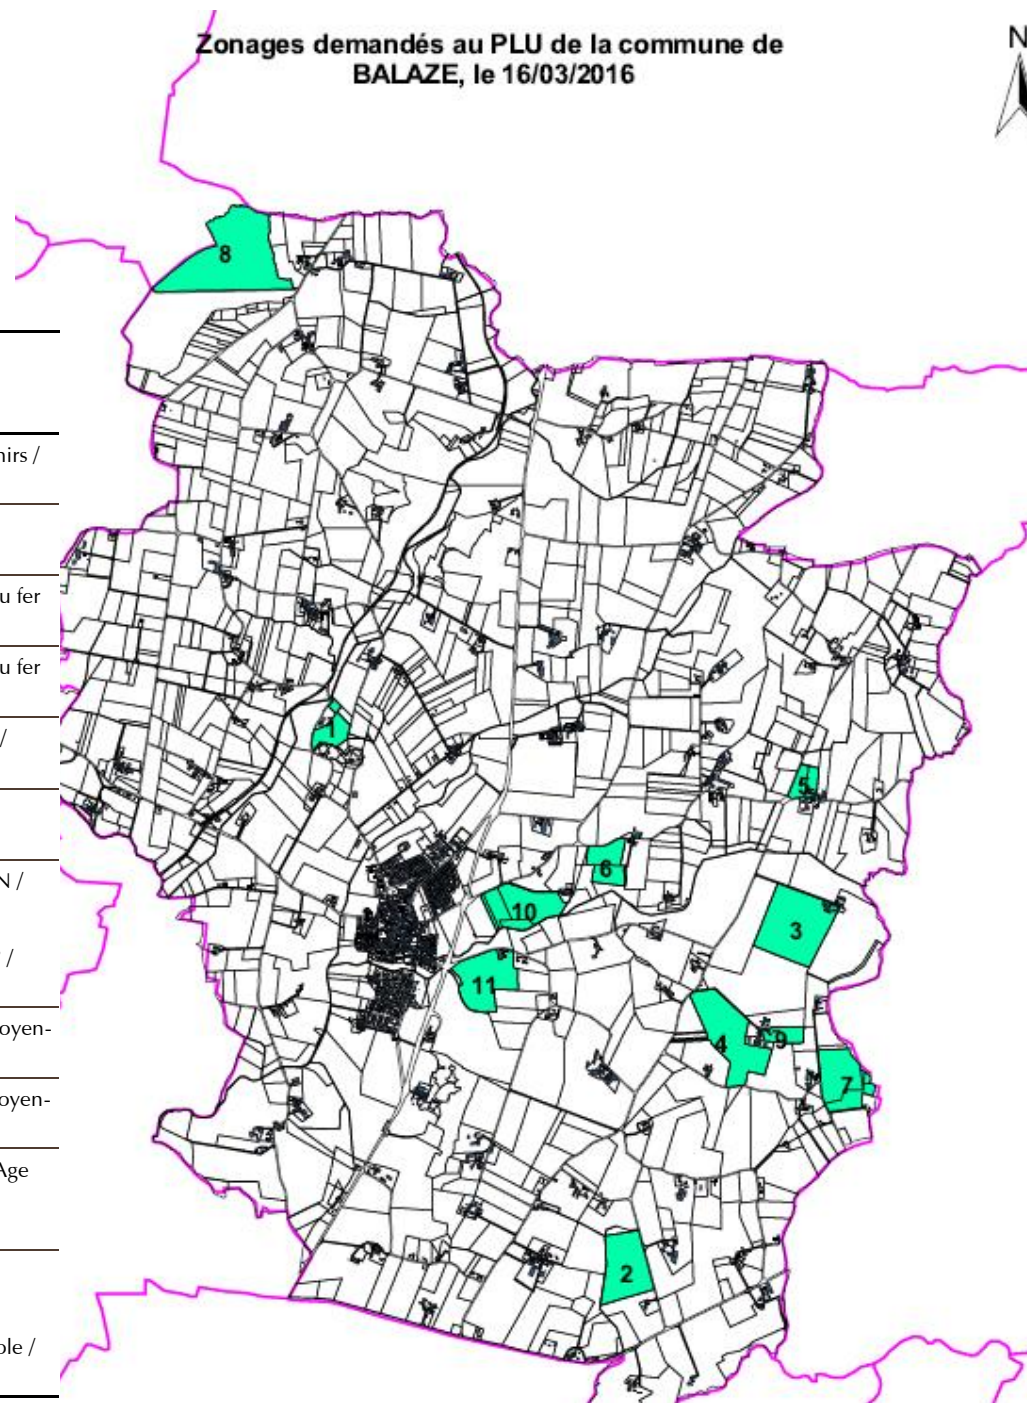 Zonages demandés au PLU de la commune de
BALAZE, le 16/03/2016
N
8
nirs /
u fer
u fer
/
N /
/
oyen-
oyen-
Age
ole /
1
5
6
10
3
11
4
9
7
2